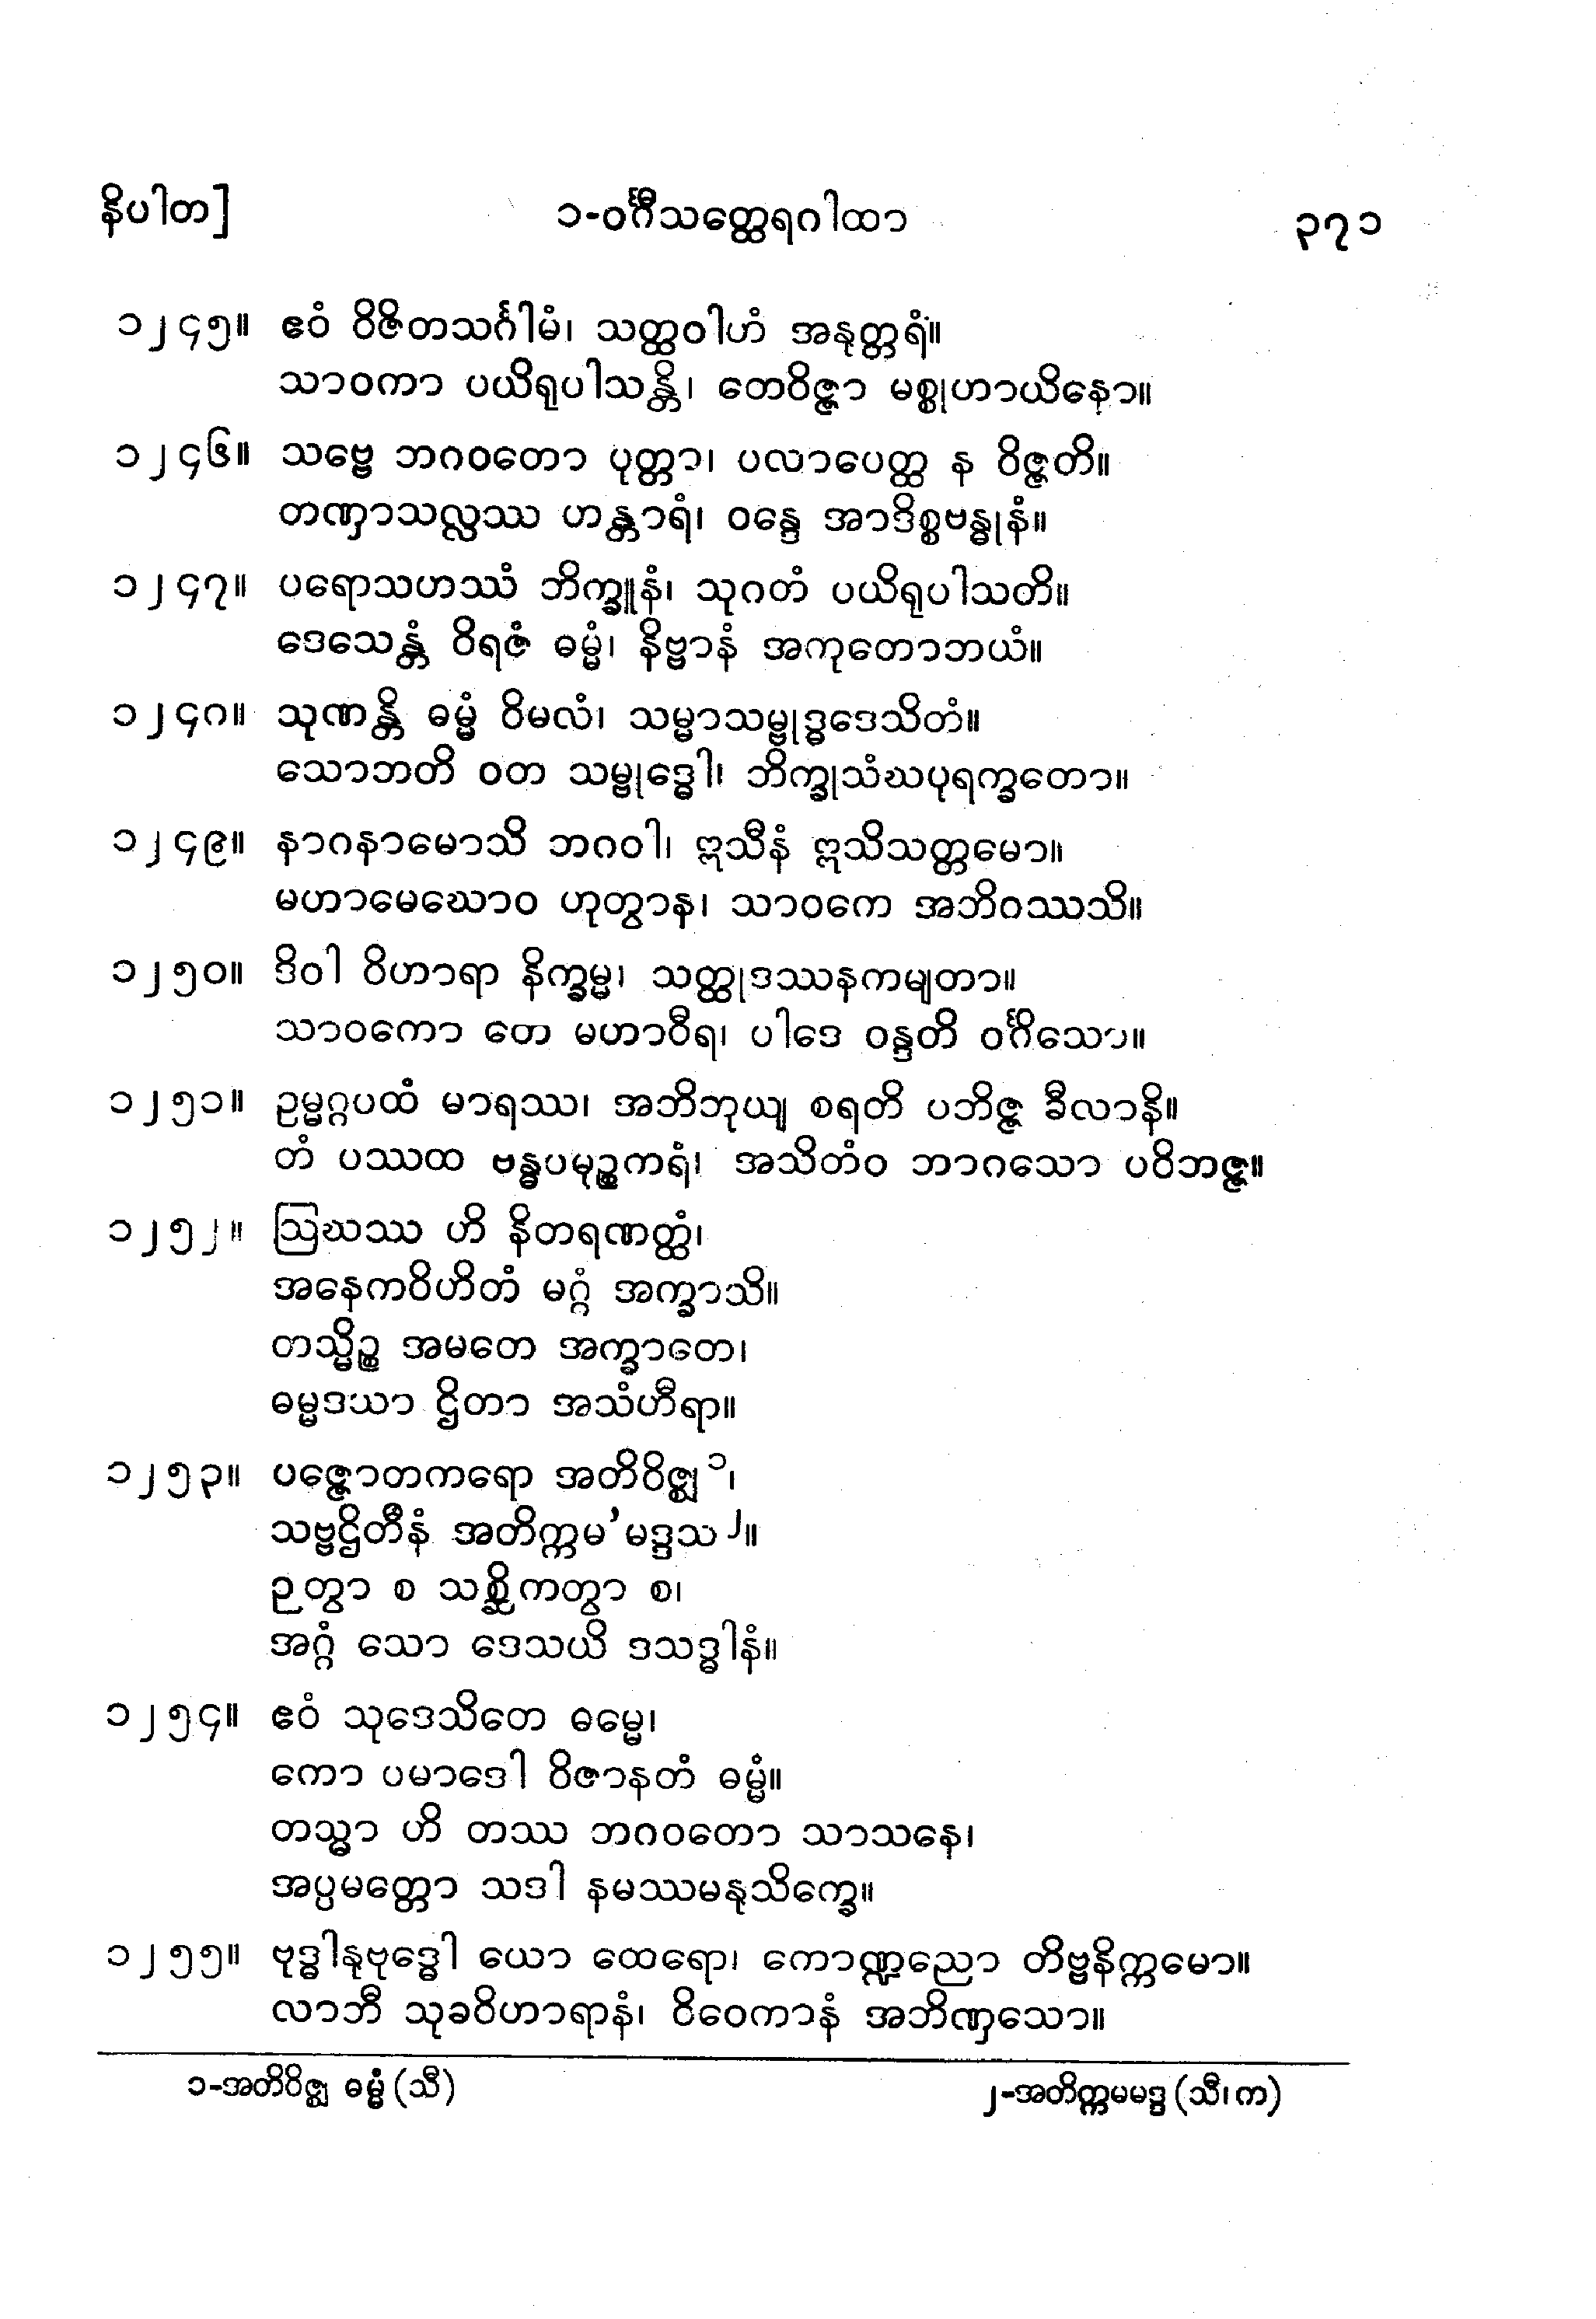 နိပါတ]
၁-ဝင်္ဂီသတ္ထေရဂါထာ
၃၇၁
၁၂၄၅။ ဧဝံ ဝိဇိတသင်္ဂါမံ၊ သတ္ထဝါဟံ အနုတ္တရံ။
သာဝကာ ပယိရုပါသန္တိ၊ တေဝိဇ္ဇာ မစ္စုဟာယိနော။
၁၂၄၆။ သဗ္ဗေ ဘဂဝတော ပုတ္တာ၊ ပလာပေတ္ထ န ဝိဇ္ဇတိ။
တဏှာသလ္လဿ ဟန္တာရံ၊ ဝန္ဒေ အာဒိစ္စဗန္ဓုနံ။
၁၂၄၇။ ပရောသဟဿံ ဘိက္ခူနံ၊ သုဂတံ ပယိရုပါသတိ။
ဒေသေန္တံ ဝိရဇံ ဓမ္မံ၊ နိဗ္ဗာနံ အကုတောဘယံ။
၁၂၄၈။ သုဏန္တိ ဓမ္မံ ဝိမလံ၊ သမ္မာသမ္ဗုဒ္ဓဒေသိတံ။
သောဘတိ ဝတ သမ္ဗုဒ္ဓေါ၊ ဘိက္ခုသံဃပုရက္ခတော။
၁၂၄၉။ နာဂနာမောသိ ဘဂဝါ၊ ဣသီနံ ဣသိသတ္တမော။
မဟာမေဃောဝ ဟုတွာန၊ သာဝကေ အဘိဝဿသိ။
၁၂၅၀။ ဒိဝါ ဝိဟာရာ နိက္ခမ္မ၊ သတ္ထုဒဿနကမျတာ။
သာဝကော တေ မဟာဝီရ၊ ပါဒေ ဝန္ဒတိ ဝင်္ဂိသော။
၁၂၅၁။ ဥမ္မဂ္ဂပထံ မာရဿ၊ အဘိဘုယျ စရတိ ပဘိဇ္ဇ ခီလာနိ။
တံ ပဿထ ဗန္ဓပမုဉ္စကရံ၊ အသိတံဝ ဘာဂသော ပဝိဘဇ္ဇ။
၁၂၅၂။ ဩဃဿ ဟိ နိတရဏတ္ထံ၊
အနေကဝိဟိတံ မဂ္ဂံ အက္ခာသိ။
တသ္မိဉ္စ အမတေ အက္ခာတေ၊
ဓမ္မဒသာ ဌိတာ အသံဟီရာ။
၁၂၅၃။ ပဇ္ဇောတကရော အတိဝိဇ္ဈ၁၊
သဗ္ဗဌိတီနံ အတိက္ကမ’မဒ္ဒသ၂။
ဉတွာ စ သစ္ဆိကတွာ စ၊
အဂ္ဂံ သော ဒေသယိ ဒသဒ္ဓါနံ။
၁၂၅၄။ ဧဝံ သုဒေသိတေ ဓမ္မေ၊
ကော ပမာဒေါ ဝိဇာနတံ ဓမ္မံ။
တသ္မာ ဟိ တဿ ဘဂဝတော သာသနေ၊
အပ္ပမတ္တော သဒါ နမဿမနုသိက္ခေ။
၁၂၅၅။ ဗုဒ္ဓါနုဗုဒ္ဓေါ ယော ထေရော၊ ကောဏ္ဍညော တိဗ္ဗနိက္ကမော။
လာဘီ သုခဝိဟာရာနံ၊ ဝိဝေကာနံ အဘိဏှသော။
၁-အတိဝိဇ္ဈ ဓမ္မံ (သီ)
၂-အတိက္ကမမဒ္ဒ (သီ၊ က)